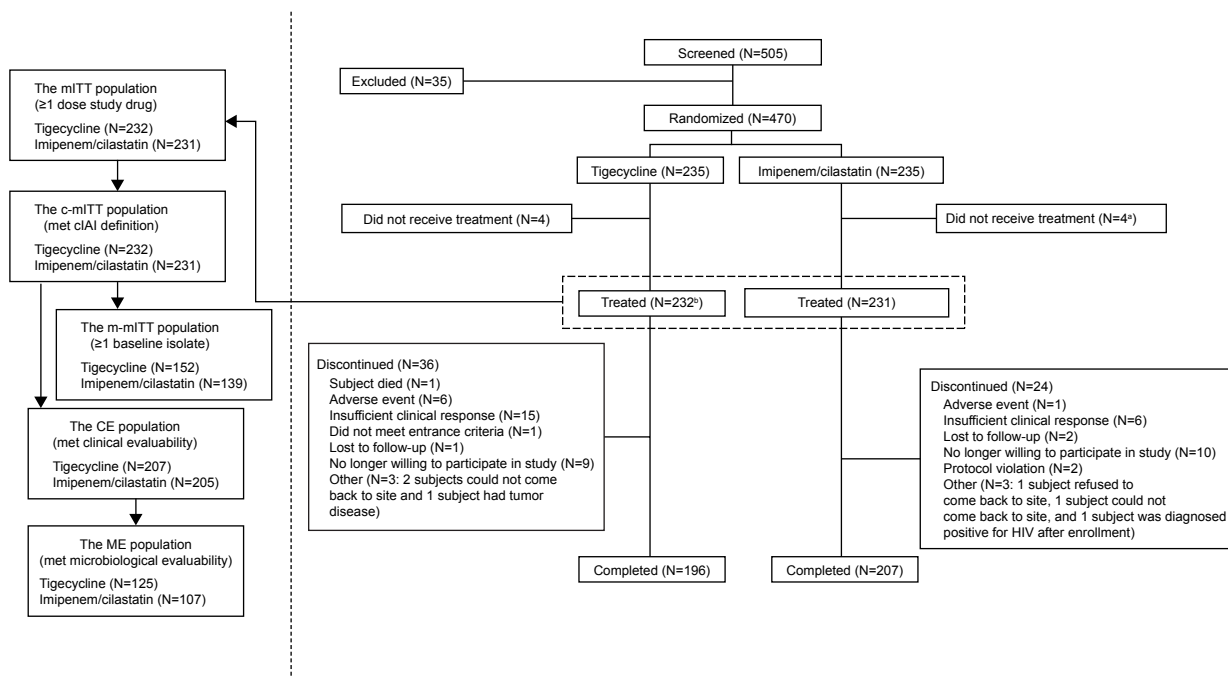 Screened (N=505)
Excluded (N=35)
Randomized (N=470)
Tigecycline (N=235)
Imipenem/cilastatin (N=235)
Did not receive treatment (N=4)
Did not receive treatment (N=4ᵃ)
Treated (N=232ᵇ)
Treated (N=231)
Discontinued (N=36)
Subject died (N=1)
Adverse event (N=6)
Insufficient clinical response (N=15)
Did not meet entrance criteria (N=1)
Lost to follow-up (N=1)
No longer willing to participate in study (N=9)
Other (N=3: 2 subjects could not come
back to site and 1 subject had tumor
disease)
Discontinued (N=24)
Adverse event (N=1)
Insufficient clinical response (N=6)
Lost to follow-up (N=2)
No longer willing to participate in study (N=10)
Protocol violation (N=2)
Other (N=3: 1 subject refused to
come back to site, 1 subject could not
come back to site, and 1 subject was diagnosed
positive for HIV after enrollment)
Completed (N=196)
Completed (N=207)
The mITT population
(≥1 dose study drug)
Tigecycline (N=232)
Imipenem/cilastatin (N=231)
The c-mITT population
(met cIAI definition)
Tigecycline (N=232)
Imipenem/cilastatin (N=231)
The m-mITT population
(≥1 baseline isolate)
Tigecycline (N=152)
Imipenem/cilastatin (N=139)
The CE population
(met clinical evaluability)
Tigecycline (N=207)
Imipenem/cilastatin (N=205)
The ME population
(met microbiological evaluability)
Tigecycline (N=125)
Imipenem/cilastatin (N=107)